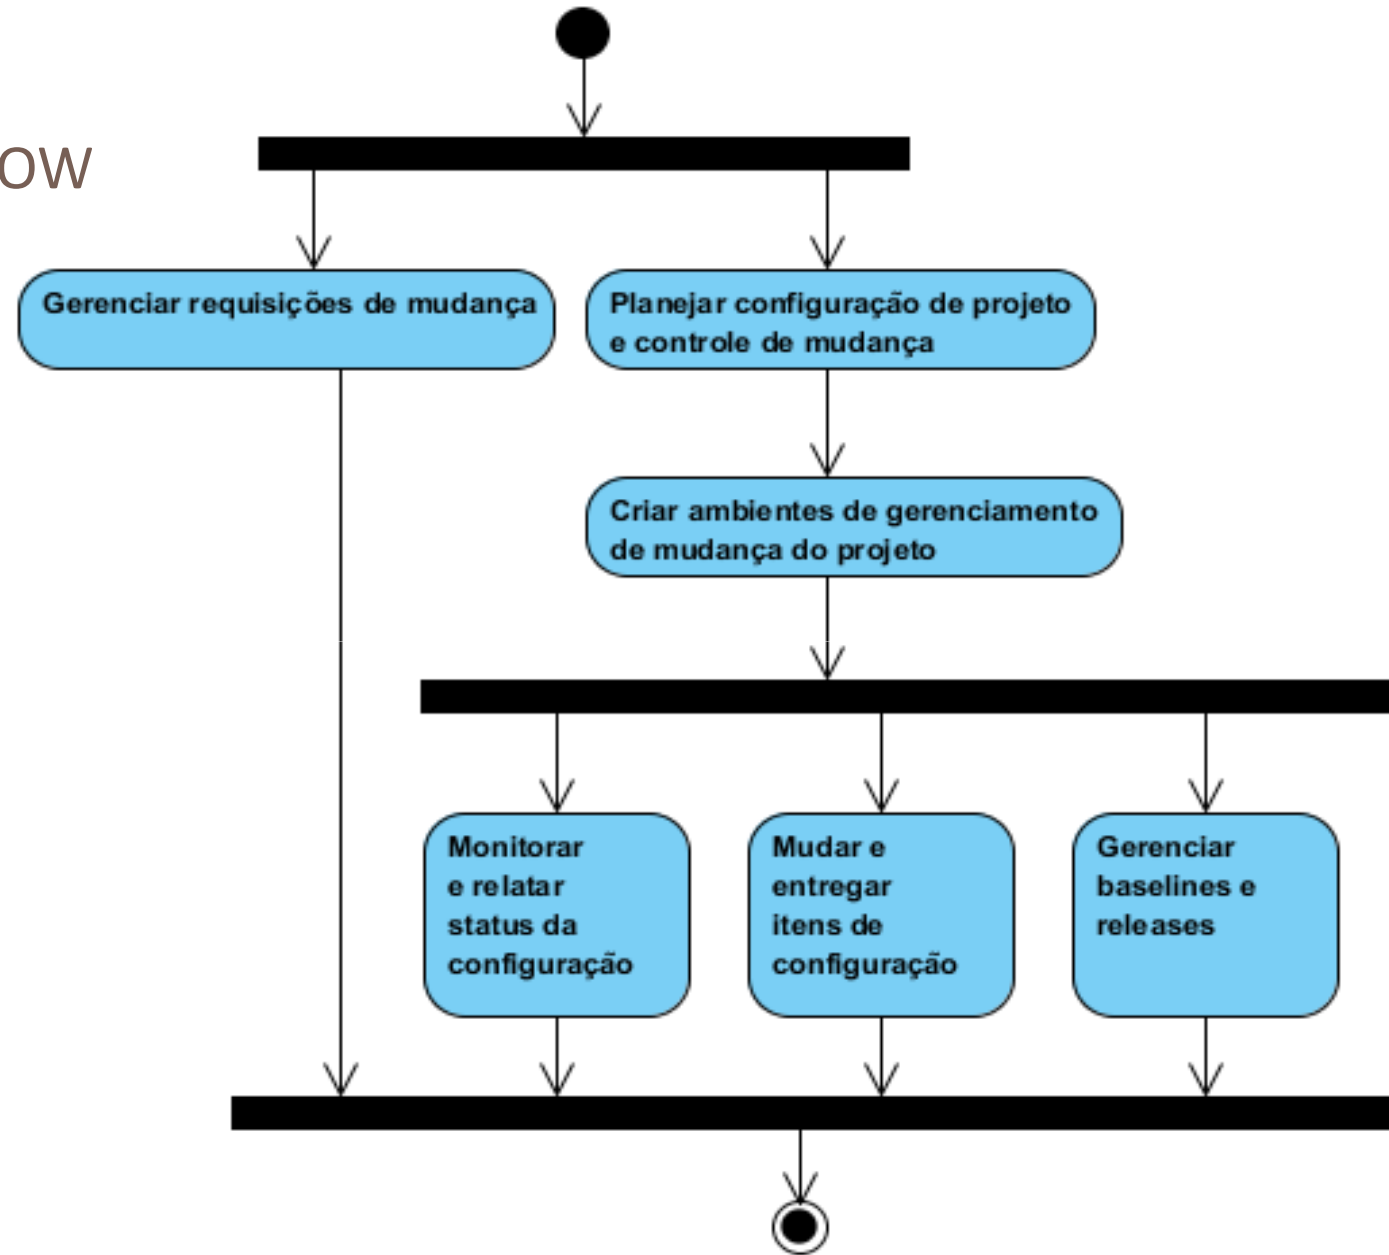 ow
Gerenciar requisições de mudança
Planejar configuração de projeto
e controle de mudança
Criar ambientes de gerenciamento
de mudança do projeto
Monitorar
e relatar
status da
configuração
Mudar e
entregar
itens de
configuração
Gerenciar
baselines e
releases